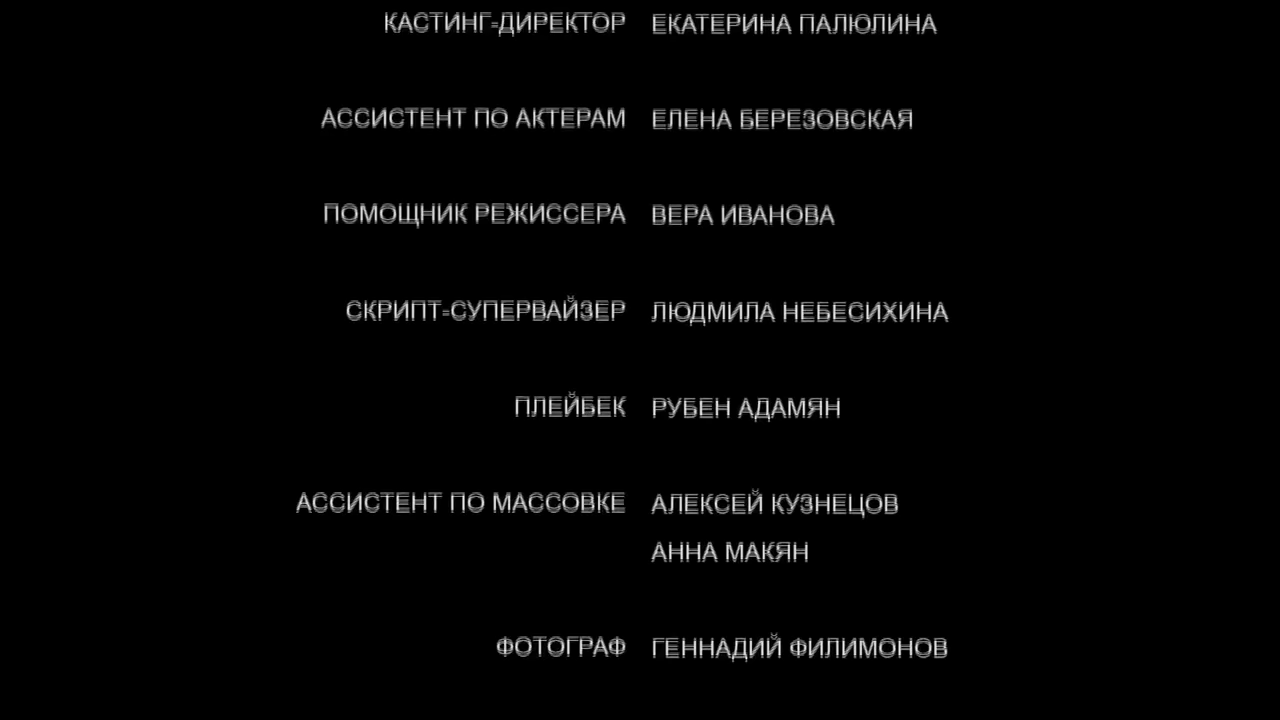 КАСТИНГ-ДИРЕКТОР ЕКАТЕРИНА ПАЛЮЛИНА
АССИСТЕНТ ПО АКТЕРАМ ЕЛЕНА БЕРЕЗОВСКАЯ
ПОМОЩНИК РЕЖИССЕРА ВЕРА ИВАНОВА
СКРИПТ-СУПЕРВАЙЗЕР ЛЮДМИЛА НЕБЕСИХИНА
ПЛЕЙБЕК РУБЕН АДАМЯН
АССИСТЕНТ ПО МАССОВКЕ АЛЕКСЕЙ КУЗНЕЦОВ
АННА МАКЯН
ФОТОГРАФ ГЕННАДИЙ ФИЛИМОНОВ